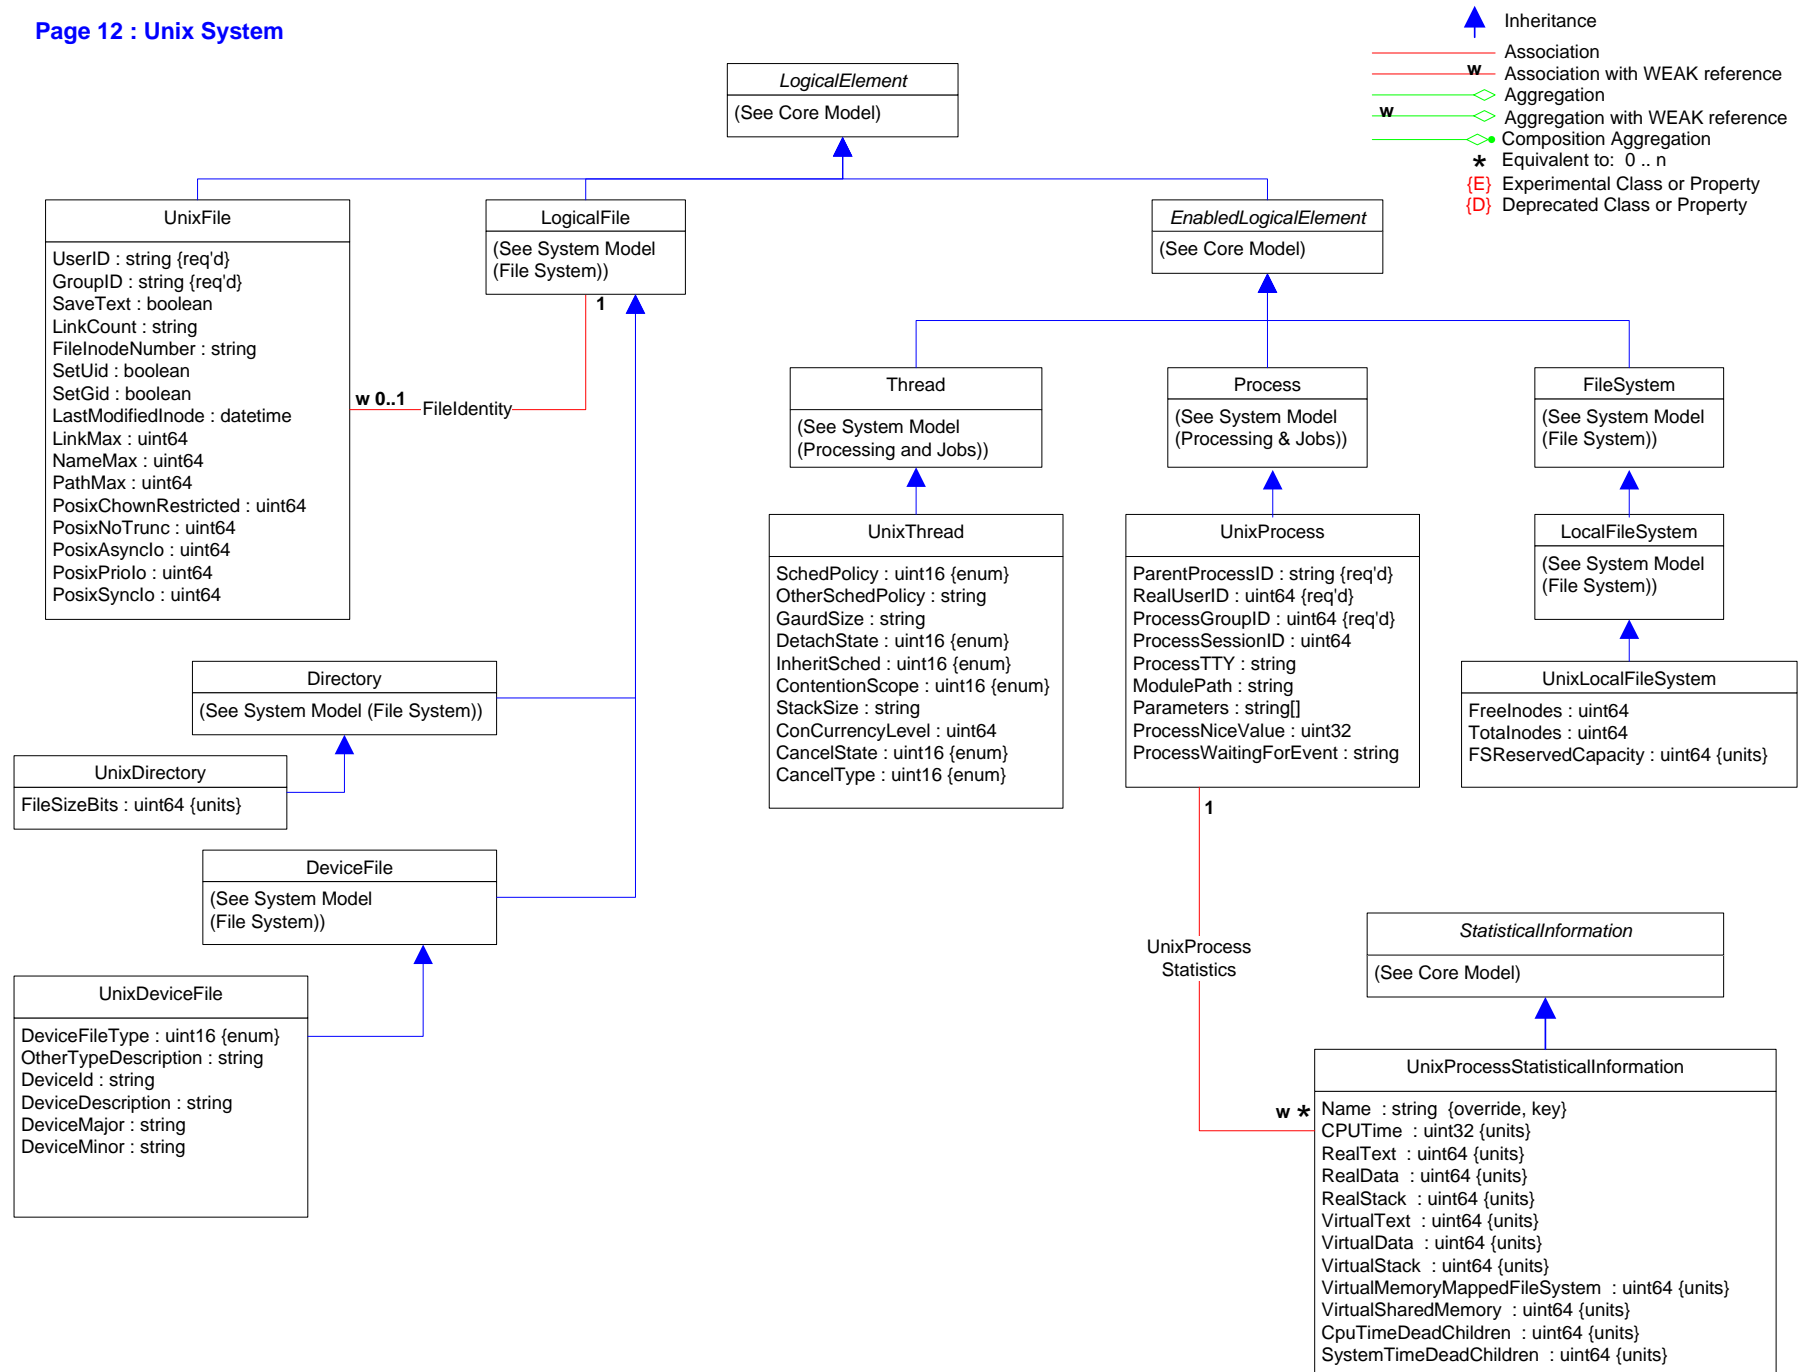 Page 12 : Unix System
Inheritance
Association
w
Association with WEAK reference
Aggregation
w
Aggregation with WEAK reference
Composition Aggregation
* Equivalent to: 0 .. n
{E} Experimental Class or Property
{D} Deprecated Class or Property
LogicalElement
(See Core Model)
UnixFile
UserID : string {req'd}
GroupID : string {req'd}
SaveText : boolean
LinkCount : string
FileInodeNumber : string
SetUid : boolean
SetGid : boolean
LastModifiedInode : datetime
LinkMax : uint64
NameMax : uint64
PathMax : uint64
PosixChownRestricted : uint64
PosixNoTrunc : uint64
PosixAsyncIo : uint64
PosixPrioIo : uint64
PosixSyncIo : uint64
LogicalFile
(See System Model
(File System))
1
w 0..1
FileIdentity
EnabledLogicalElement
(See Core Model)
Thread
(See System Model
(Processing and Jobs))
Process
(See System Model
(Processing & Jobs))
FileSystem
(See System Model
(File System))
UnixThread
SchedPolicy : uint16 {enum}
OtherSchedPolicy : string
GaurdSize : string
DetachState : uint16 {enum}
InheritSched : uint16 {enum}
ContentionScope : uint16 {enum}
StackSize : string
ConCurrencyLevel : uint64
CancelState : uint16 {enum}
CancelType : uint16 {enum}
UnixProcess
ParentProcessID : string {req'd}
RealUserID : uint64 {req'd}
ProcessGroupID : uint64 {req'd}
ProcessSessionID : uint64
ProcessTTY : string
ModulePath : string
Parameters : string[]
ProcessNiceValue : uint32
ProcessWaitingForEvent : string
LocalFileSystem
(See System Model
(File System))
UnixLocalFileSystem
FreeInodes : uint64
TotaInodes : uint64
FSReservedCapacity : uint64 {units}
Directory
(See System Model (File System))
UnixDirectory
FileSizeBits : uint64 {units}
DeviceFile
(See System Model
(File System))
UnixDeviceFile
DeviceFileType : uint16 {enum}
OtherTypeDescription : string
DeviceId : string
DeviceDescription : string
DeviceMajor : string
DeviceMinor : string
1
UnixProcess
Statistics
w *
StatisticalInformation
(See Core Model)
UnixProcessStatisticalInformation
Name : string {override, key}
CPUTime : uint32 {units}
RealText : uint64 {units}
RealData : uint64 {units}
RealStack : uint64 {units}
VirtualText : uint64 {units}
VirtualData : uint64 {units}
VirtualStack : uint64 {units}
VirtualMemoryMappedFileSystem : uint64 {units}
VirtualSharedMemory : uint64 {units}
CpuTimeDeadChildren : uint64 {units}
SystemTimeDeadChildren : uint64 {units}